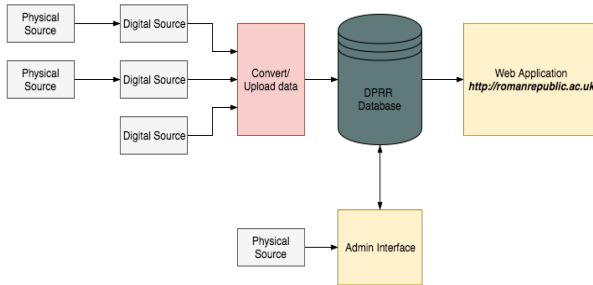 Physical
Source
Digital Source
Physical
Source
Digital Source
Digital Source
Convert/
Upload data
DPRR
Database
Web Application
http://romanrepublic.ac.uk
Physical
Source
Admin Interface